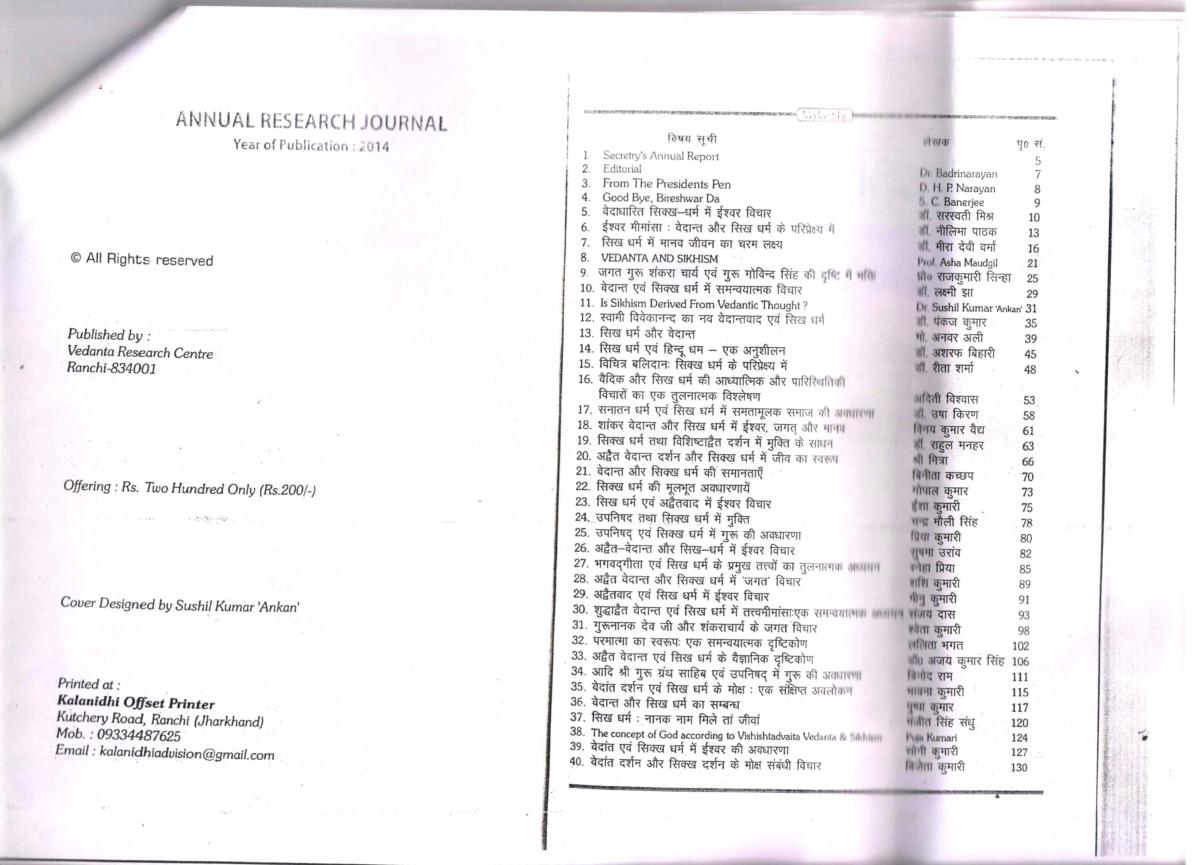 ANNUAL RESEARCH JOURNAL
Year of Publication : 2014
© All Rights reserved
Published by :
Vedanta Research Centre
Ranchi-834001
Offering : Rs. Two Hundred Only (Rs.200/-)
Cover Designed by Sushil Kumar 'Ankan'
Printed at :
Kalanidhi Offset Printer
Kutchery Road, Ranchi (Jharkhand)
Mob. : 09334487625
Email : kalanidhiadvision@gmail.com
विषय सूची लेखक पृ० सं.
1 Secretry's Annual Report 5
2. Editorial Dr. Badrinarayan 7
3. From The Presidents Pen D. H. P. Narayan 8
4. Good Bye, Bireshwar Da S. C. Banerjee 9
5. वेदाधारित सिक्ख–धर्म में ईश्वर विचार डॉ. सरस्वती मिश्र 10
6. ईश्वर मीमांसा : वेदान्त और सिख धर्म के परिप्रेक्ष्य में डॉ. नीलिमा पाठक 13
7. सिख धर्म में मानव जीवन का चरम लक्ष्य डॉ. मीरा देवी वर्मा 16
8. VEDANTA AND SIKHISM Prof. Asha Maudgil 21
9. जगत गुरू शंकरा चार्य एवं गुरू गोविन्द सिंह की दृष्टि में भक्ति प्रो० राजकुमारी सिन्हा 25
10. वेदान्त एवं सिक्ख धर्म में समन्वयात्मक विचार डॉ. लक्ष्मी झा 29
11. Is Sikhism Derived From Vedantic Thought ? Dr. Sushil Kumar 'Ankan' 31
12. स्वामी विवेकानन्द का नव वेदान्तवाद एवं सिख धर्म डॉ. पंकज कुमार 35
13. सिख धर्म और वेदान्त मो. अनवर अली 39
14. सिख धर्म एवं हिन्दू धम – एक अनुशीलन डॉ. अशरफ बिहारी 45
15. विचित्र बलिदानः सिक्ख धर्म के परिप्रेक्ष्य में डॉ. रीता शर्मा 48
16. वैदिक और सिख धर्म की आध्यात्मिक और पारिस्थितिकी
विचारों का एक तुलनात्मक विश्लेषण अदिती विश्वास 53
17. सनातन धर्म एवं सिख धर्म में समतामूलक समाज की अवधारणा डॉ. उषा किरण 58
18. शांकर वेदान्त और सिख धर्म में ईश्वर, जगत् और मानव विनय कुमार वैद्य 61
19. सिक्ख धर्म तथा विशिष्टाद्वैत दर्शन में मुक्ति के साधन डॉ. राहुल मनहर 63
20. अद्वैत वेदान्त दर्शन और सिक्ख धर्म में जीव का स्वरूप श्री मित्रा 66
21. वेदान्त और सिक्ख धर्म की समानताएँ बिनीता कच्छप 70
22. सिक्ख धर्म की मूलभूत अवधारणायें गोपाल कुमार 73
23. सिख धर्म एवं अद्वैतवाद में ईश्वर विचार ईशा कुमारी 75
24. उपनिषद तथा सिक्ख धर्म में मुक्ति चन्द्र मौली सिंह 78
25. उपनिषद् एवं सिक्ख धर्म में गुरू की अवधारणा प्रिया कुमारी 80
26. अद्वैत–वेदान्त और सिख–धर्म में ईश्वर विचार सुषमा उरांव 82
27. भगवद्गीता एवं सिख धर्म के प्रमुख तत्त्वों का तुलनात्मक अध्ययन स्नेहा प्रिया 85
28. अद्वैत वेदान्त और सिक्ख धर्म में 'जगत' विचार शशि कुमारी 89
29. अद्वैतवाद एवं सिख धर्म में ईश्वर विचार मीनु कुमारी 91
30. शुद्धाद्वैत वेदान्त एवं सिख धर्म में तत्त्वमीमांसाःएक समन्वयात्मक अध्ययन संजय दास 93
31. गुरूनानक देव जी और शंकराचार्य के जगत विचार श्वेता कुमारी 98
32. परमात्मा का स्वरूपः एक समन्वयात्मक दृष्टिकोण ललिता भगत 102
33. अद्वैत वेदान्त एवं सिख धर्म के वैज्ञानिक दृष्टिकोण डॉ० अजय कुमार सिंह 106
34. आदि श्री गुरू ग्रंथ साहिब एवं उपनिषद् में गुरू की अवधारणा बिनोद राम 111
35. वेदांत दर्शन एवं सिख धर्म के मोक्ष : एक संक्षिप्त अवलोकन भावना कुमारी 115
36. वेदान्त और सिख धर्म का सम्बन्ध कुमार 117
37. सिख धर्म : नानक नाम मिले तां जीवां सिंह संधु 120
38. The concept of God according to Vishishtadvaita Vedanta & Sikhism Puja Kumari 124
39. वेदांत एवं सिक्ख धर्म में ईश्वर की अवधारणा सोनी कुमारी 127
40. वेदांत दर्शन और सिक्ख दर्शन के मोक्ष संबंधी विचार बिजेता कुमारी 130